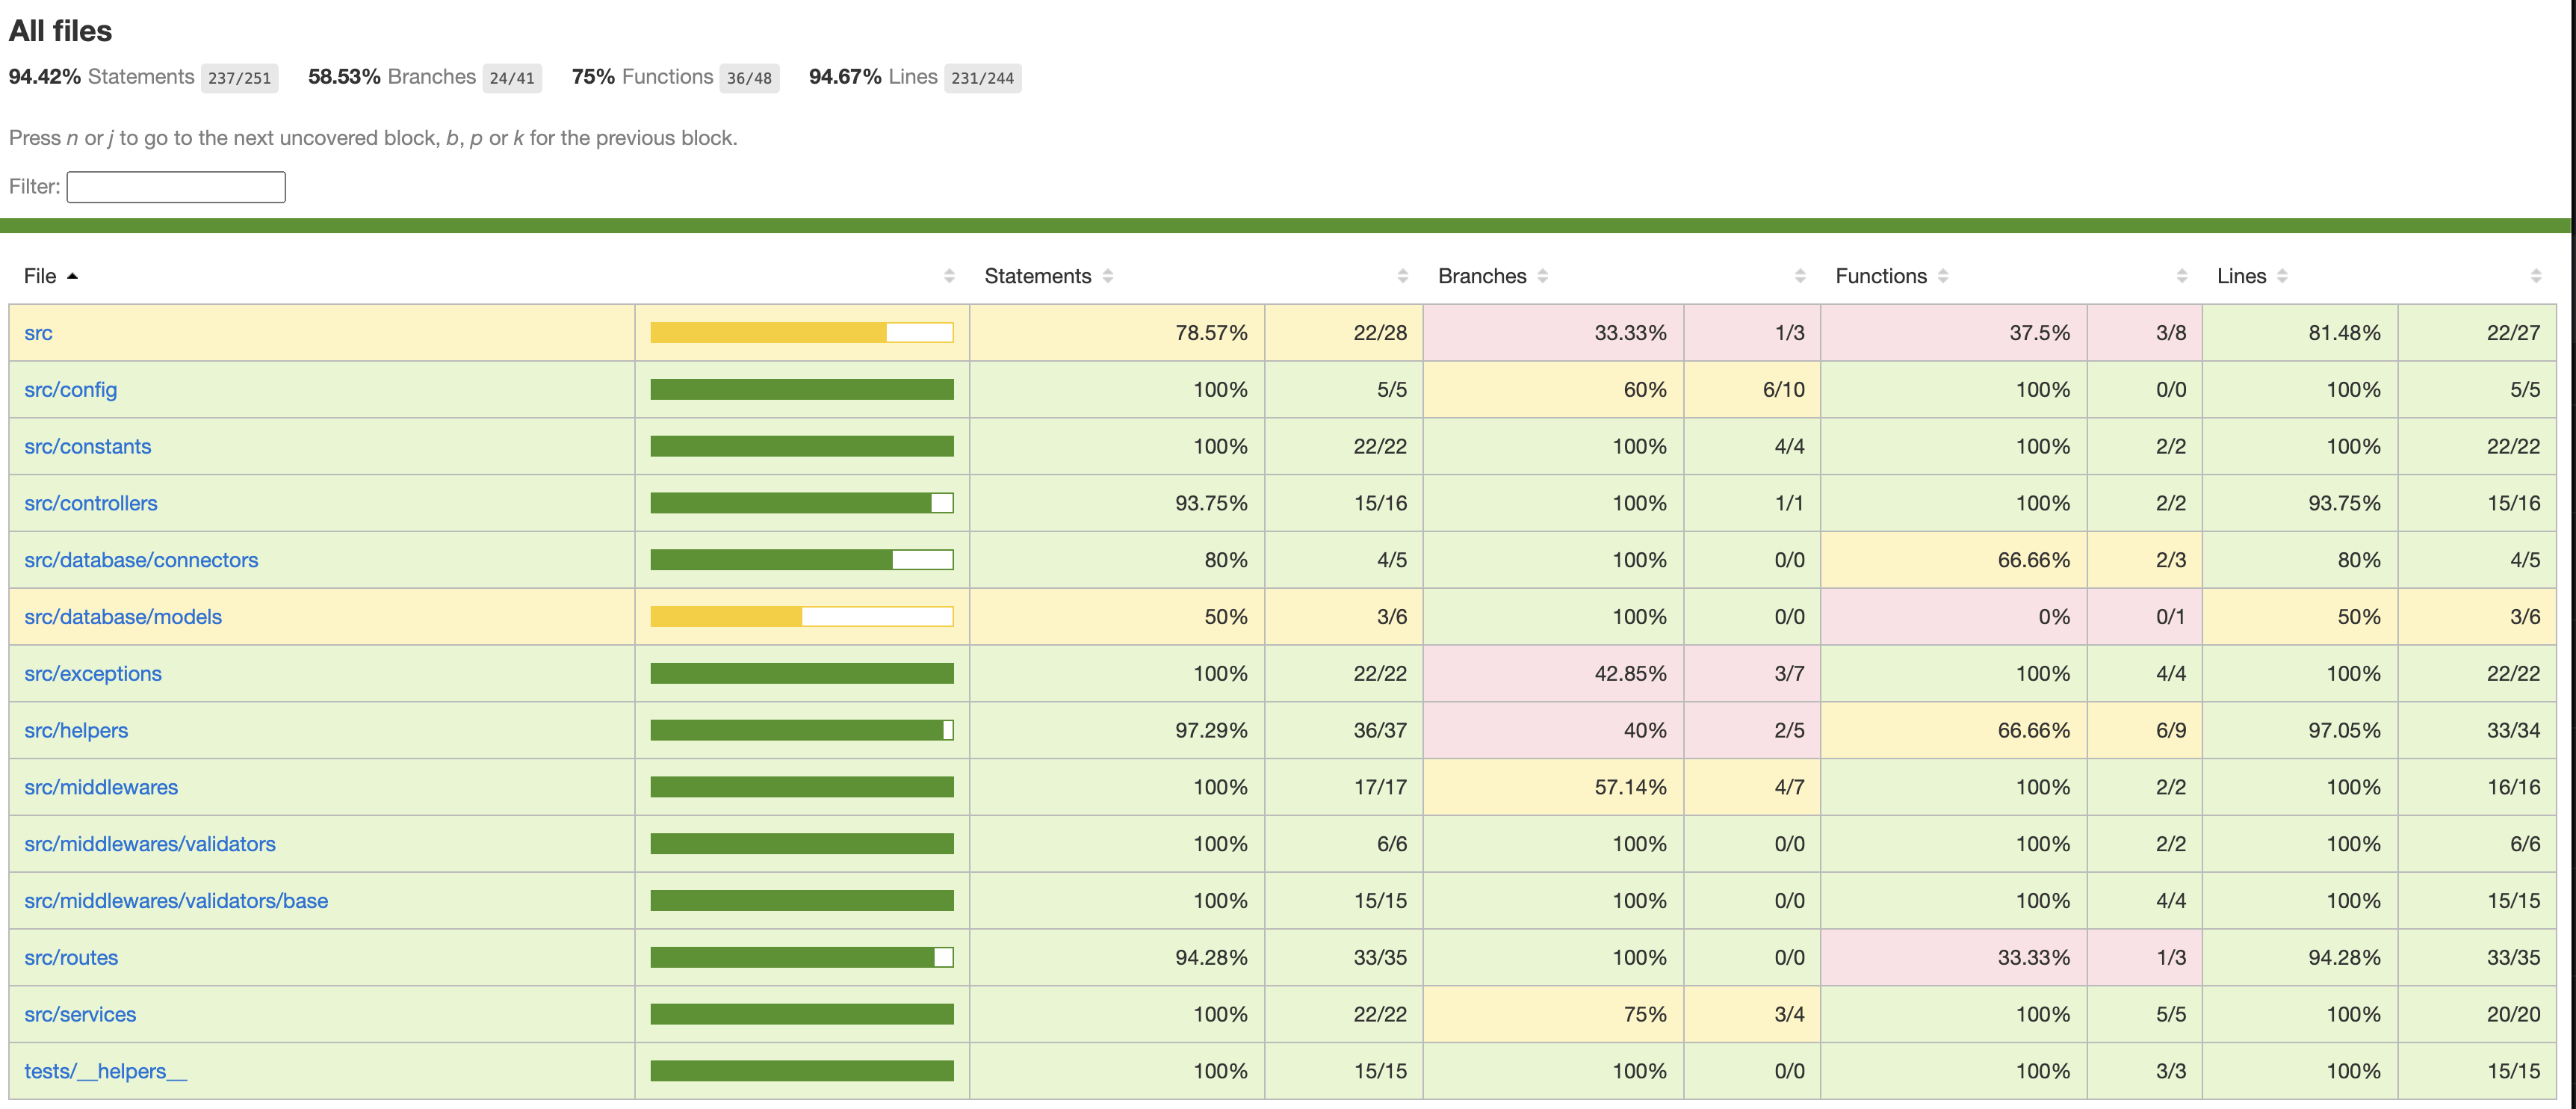 All files
94.42% Statements 237/251 58.53% Branches 24/41 75% Functions 36/48 94.67% Lines 231/244
Press n or j to go to the next uncovered block, b, p or k for the previous block.
Filter:
File Statements Branches Functions Lines
src 78.57% 22/28 33.33% 1/3 37.5% 3/8 81.48% 22/27
src/config 100% 5/5 60% 6/10 100% 0/0 100% 5/5
src/constants 100% 22/22 100% 4/4 100% 2/2 100% 22/22
src/controllers 93.75% 15/16 100% 1/1 100% 2/2 93.75% 15/16
src/database/connectors 80% 4/5 100% 0/0 66.66% 2/3 80% 4/5
src/database/models 50% 3/6 100% 0/0 0% 0/1 50% 3/6
src/exceptions 100% 22/22 42.85% 3/7 100% 4/4 100% 22/22
src/helpers 97.29% 36/37 40% 2/5 66.66% 6/9 97.05% 33/34
src/middlewares 100% 17/17 57.14% 4/7 100% 2/2 100% 16/16
src/middlewares/validators 100% 6/6 100% 0/0 100% 2/2 100% 6/6
src/middlewares/validators/base 100% 15/15 100% 0/0 100% 4/4 100% 15/15
src/routes 94.28% 33/35 100% 0/0 33.33% 1/3 94.28% 33/35
src/services 100% 22/22 75% 3/4 100% 5/5 100% 20/20
tests/__helpers__ 100% 15/15 100% 0/0 100% 3/3 100% 15/15